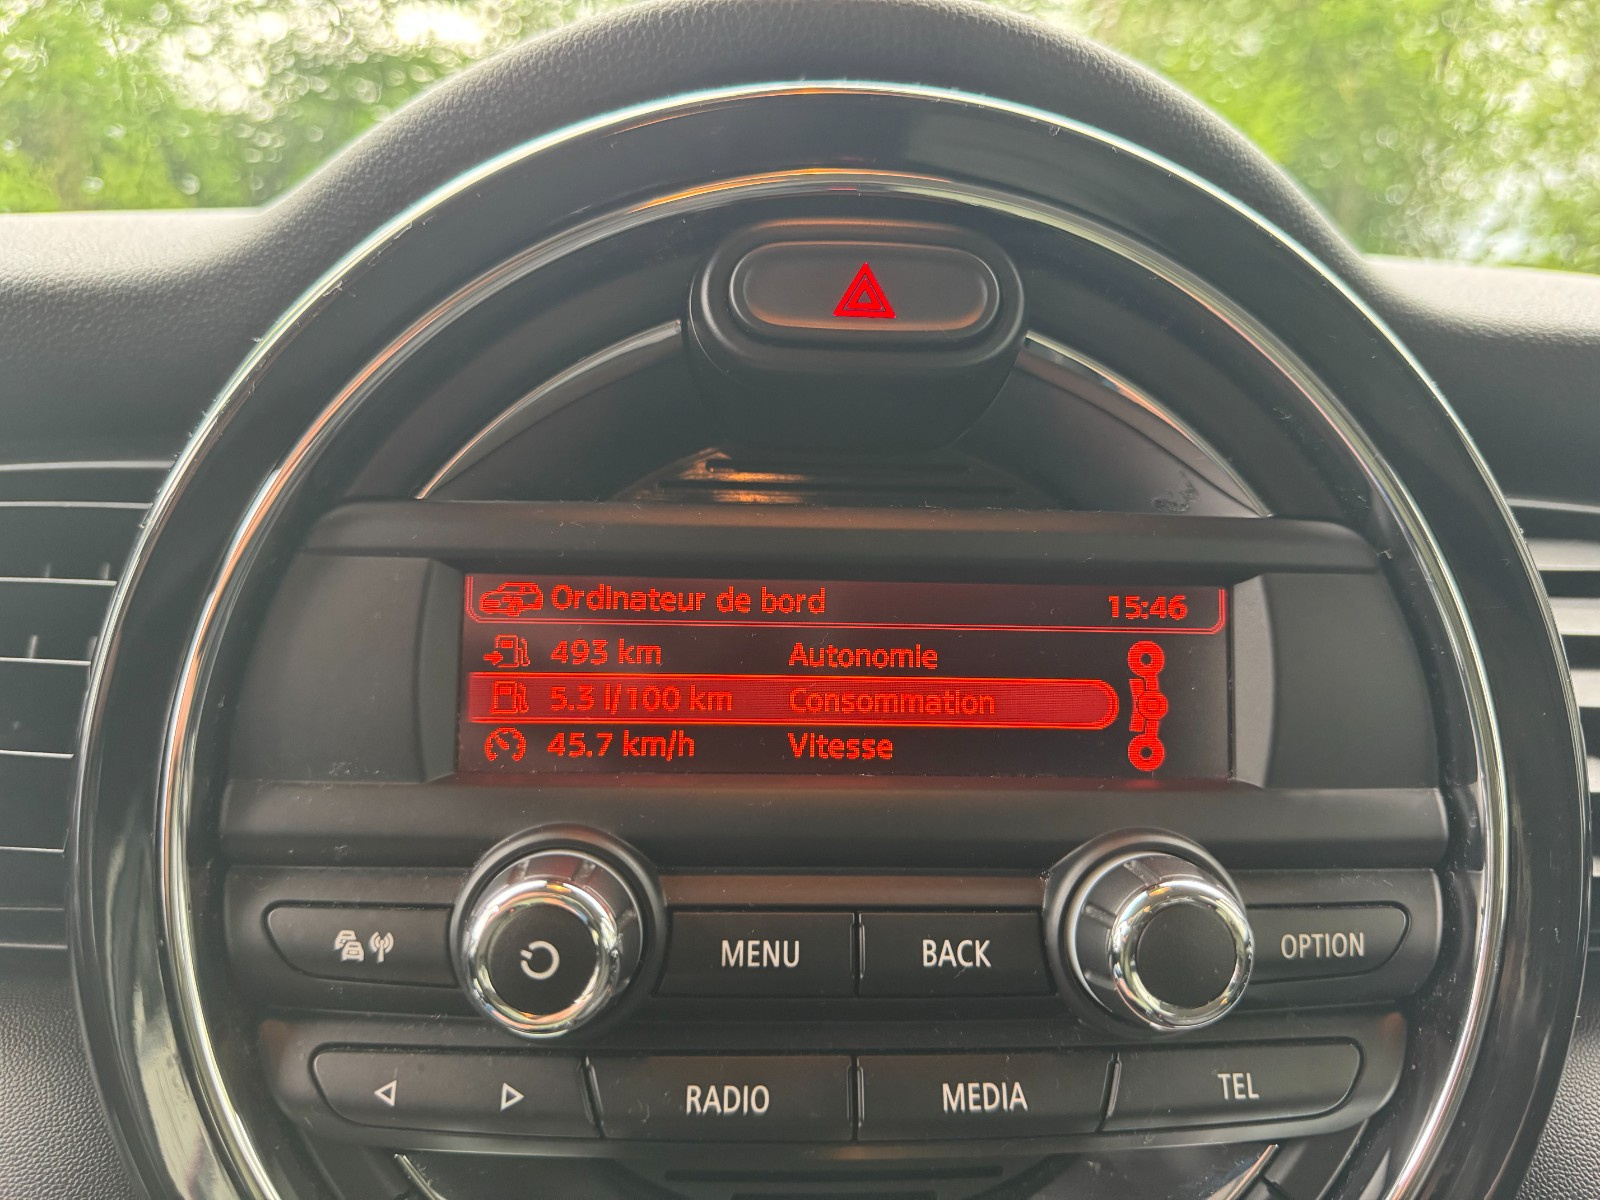 Ordinateur de bord 15:46
493 km Autonomie
5.3 l/100 km Consommation
45.7 km/h Vitesse
MENU BACK OPTION
RADIO MEDIA TEL